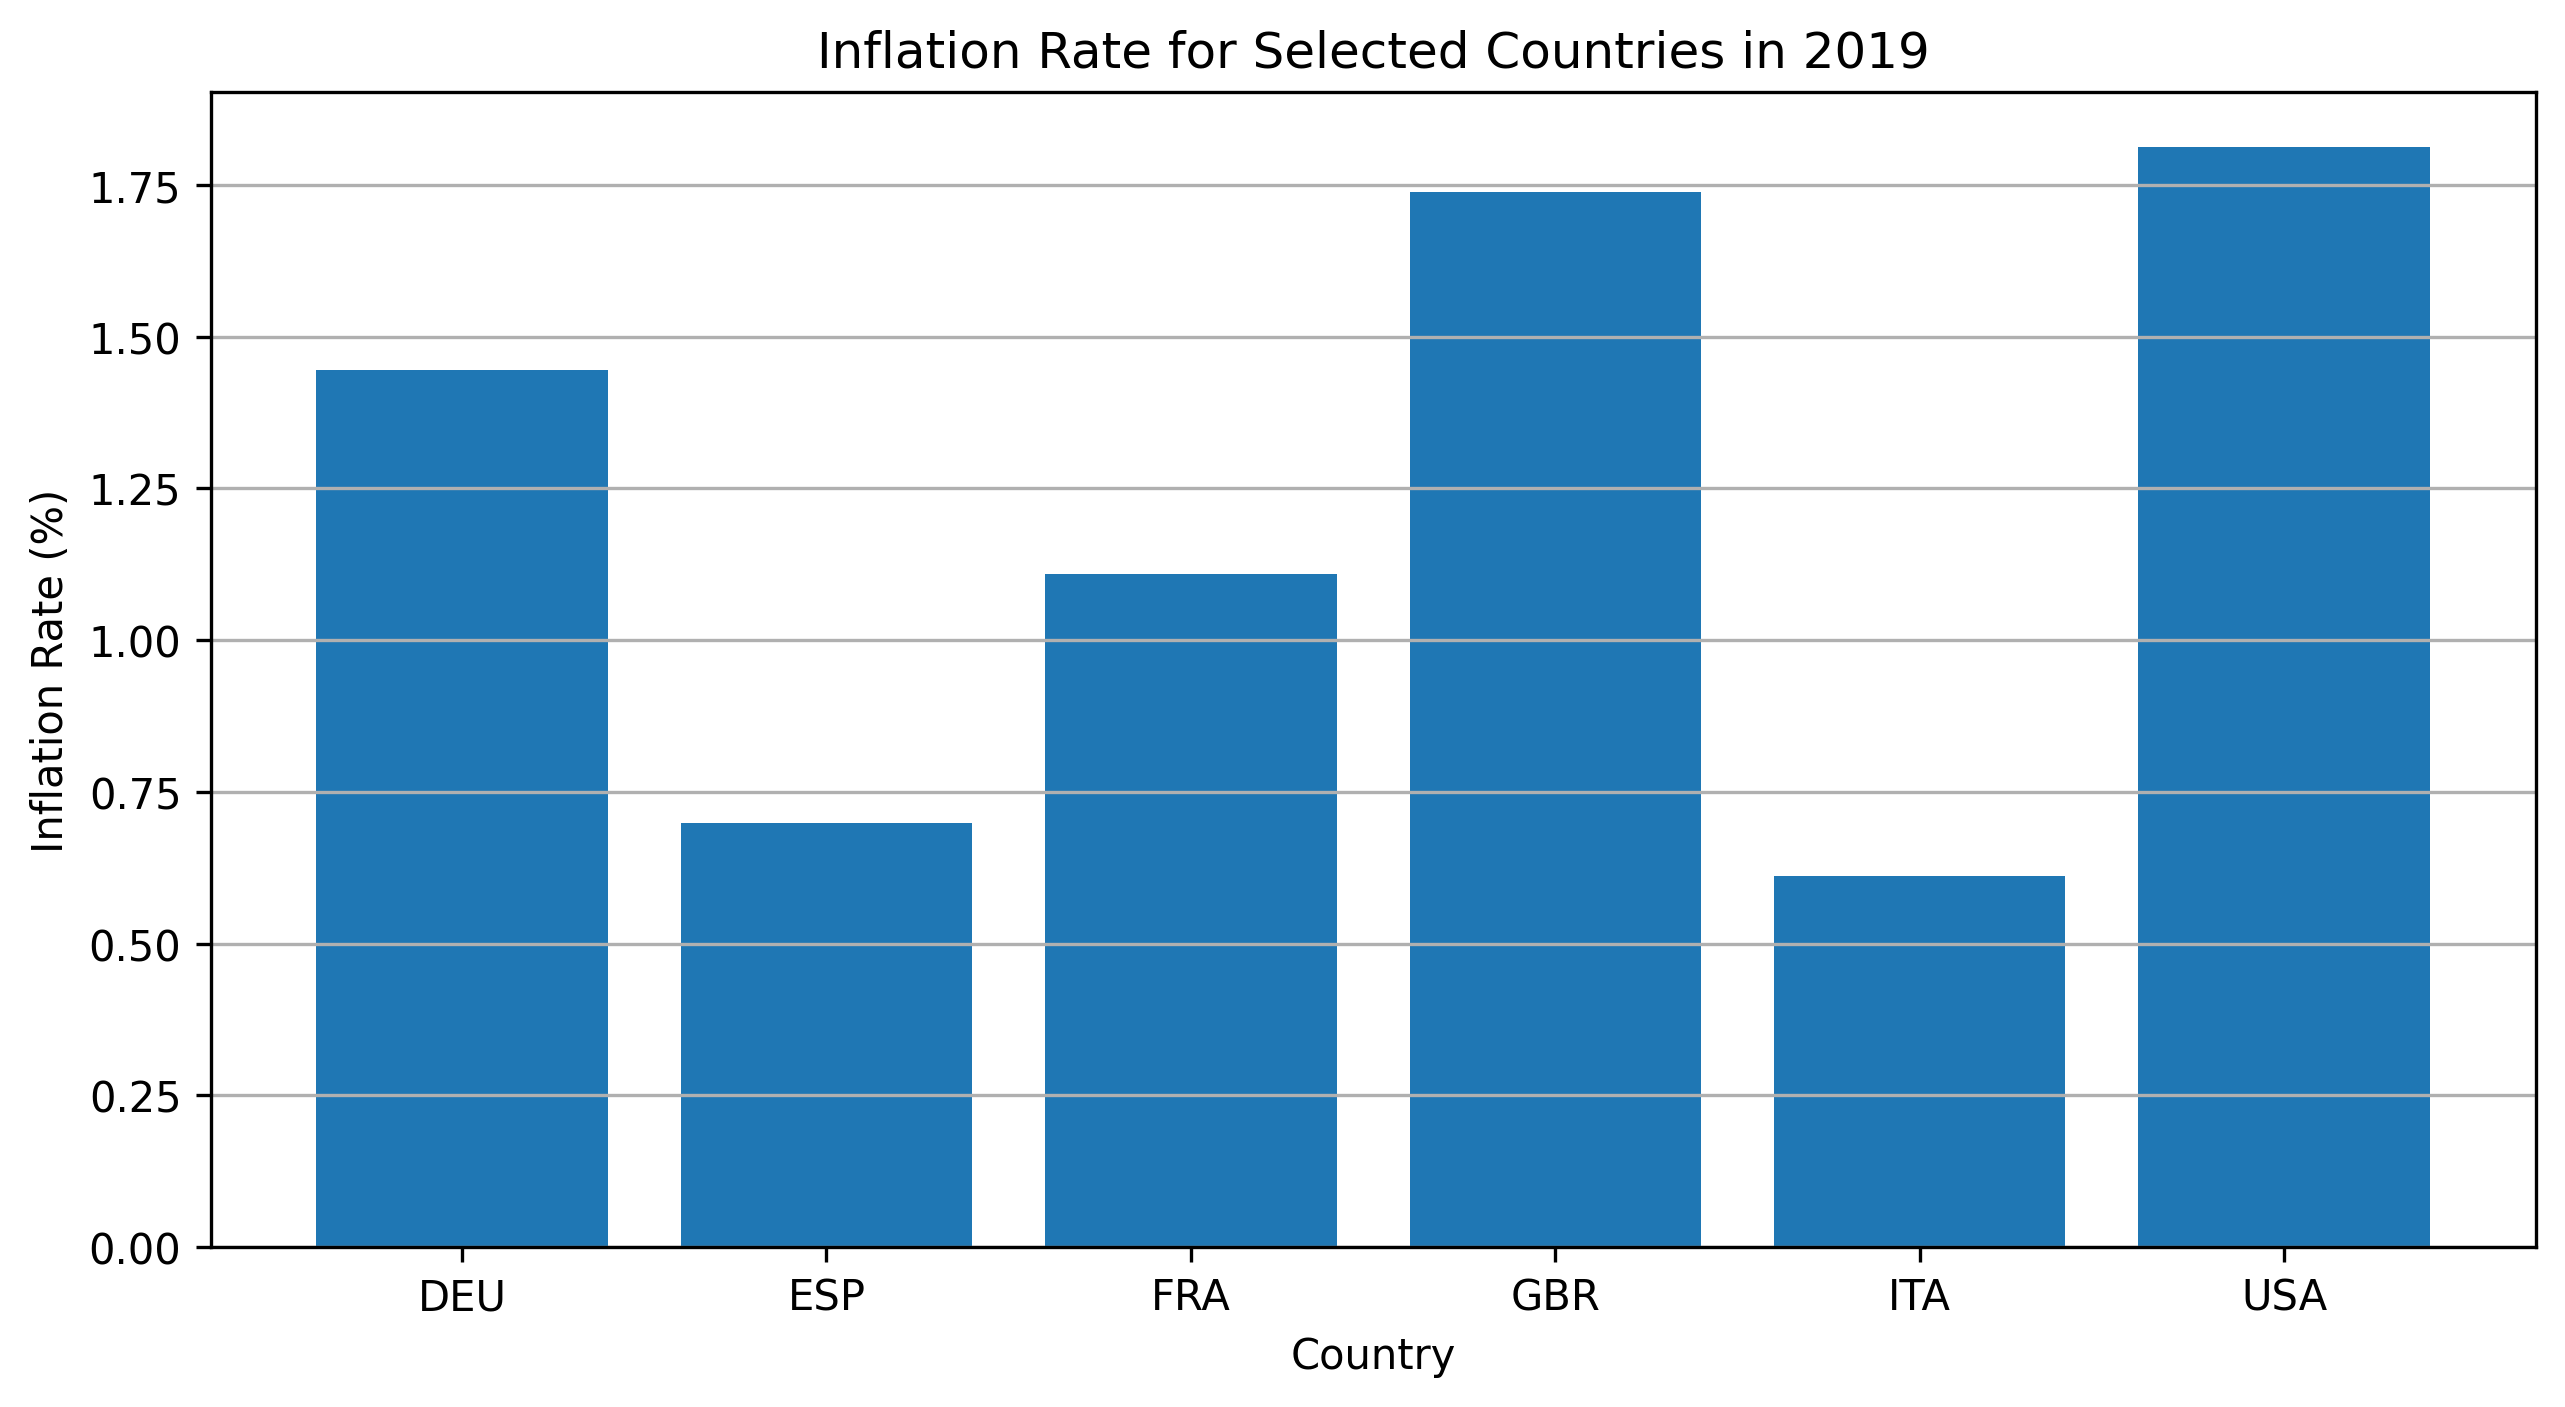 Inflation Rate for Selected Countries in 2019
Inflation Rate (%)
1.75
1.50
1.25
1.00
0.75
0.50
0.25
0.00
DEU ESP FRA GBR ITA USA
Country